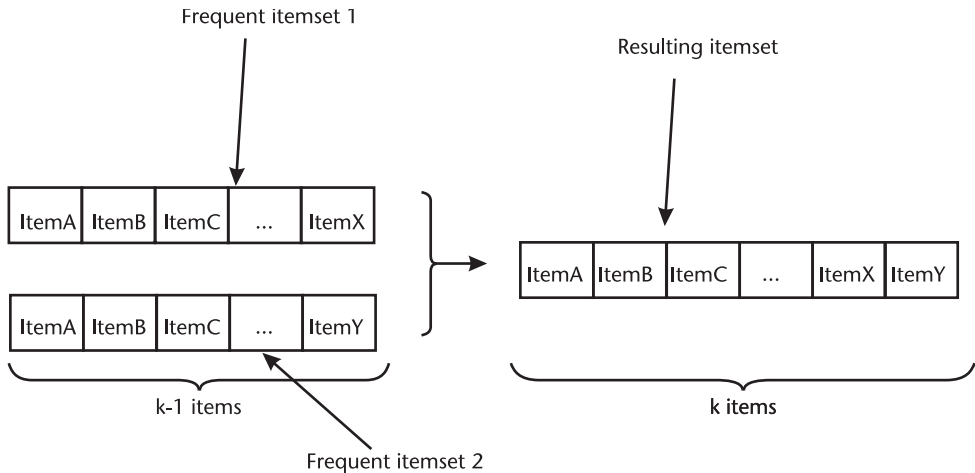 Frequent itemset 1
Resulting itemset
ItemA ItemB ItemC ... ItemX
ItemA ItemB ItemC ... ItemX ItemY
ItemA ItemB ItemC ... ItemY
k-1 items
k items
Frequent itemset 2